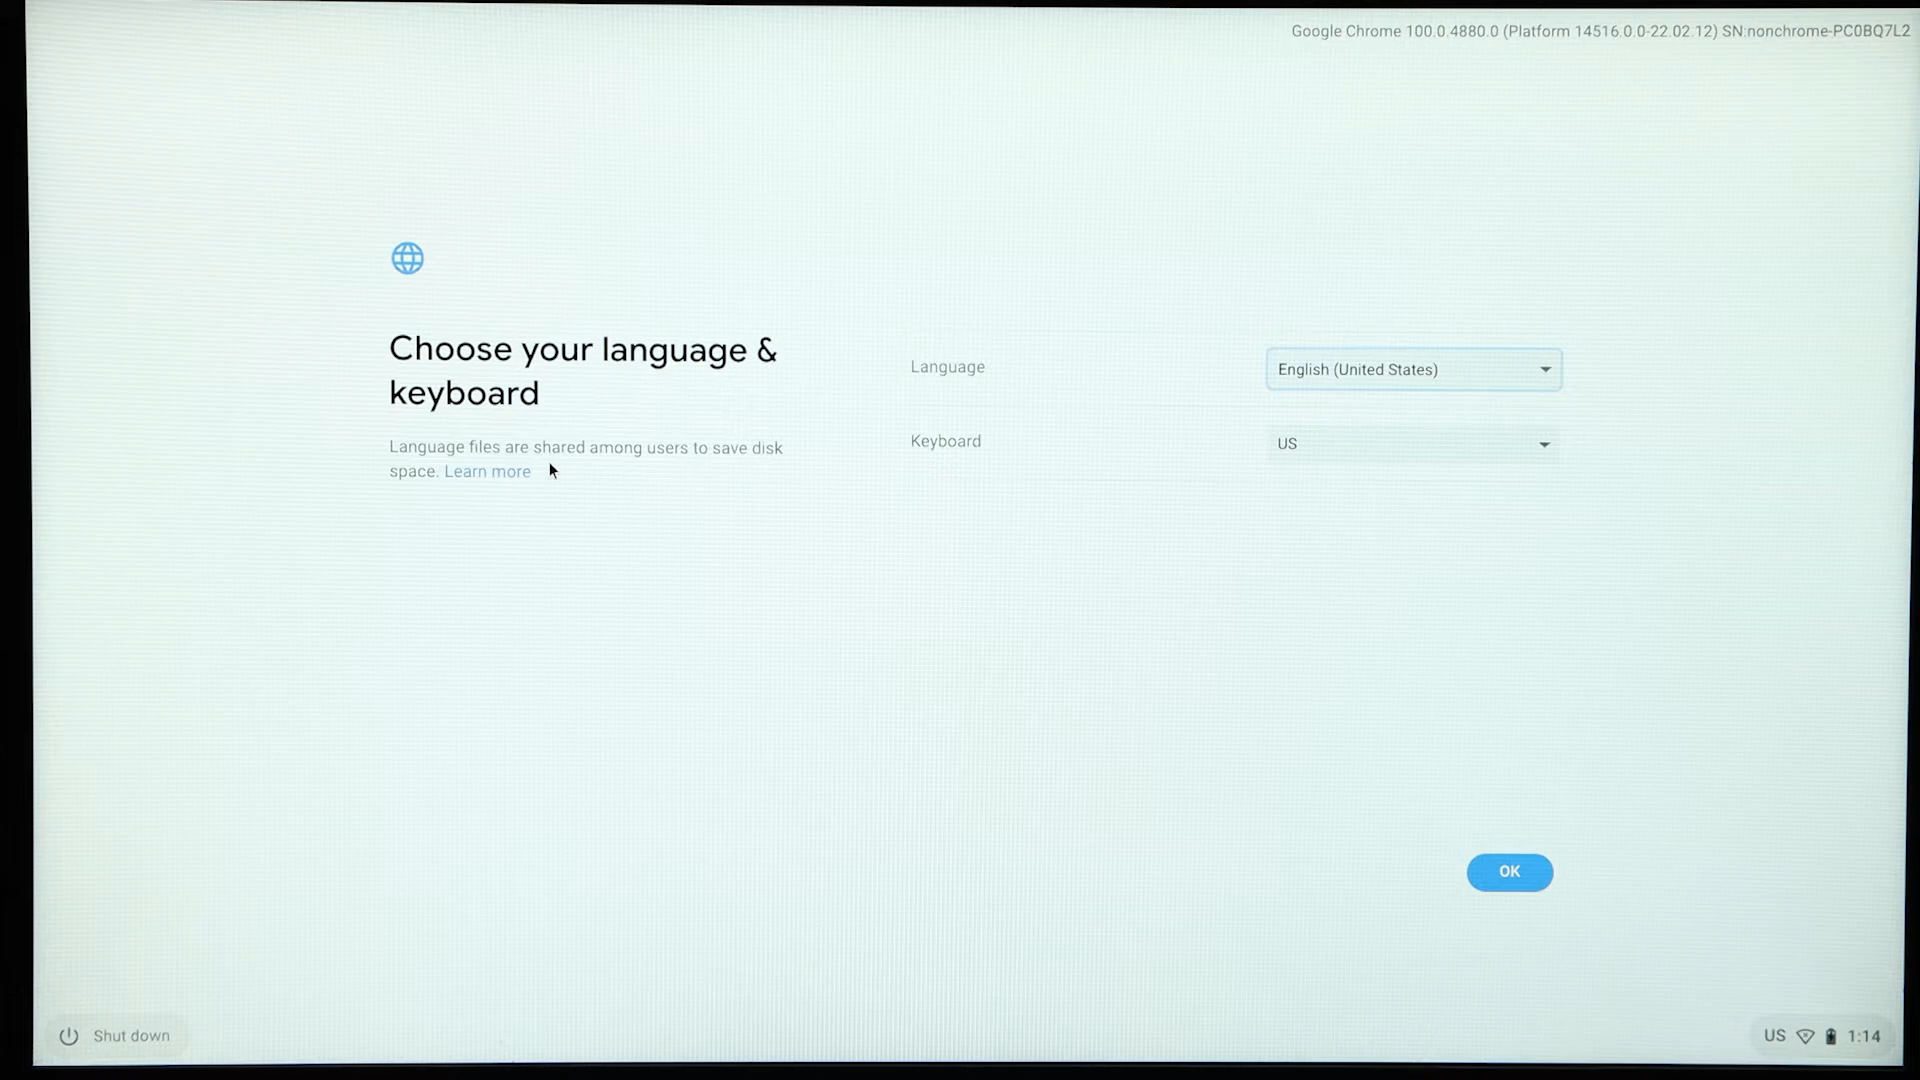 Google Chrome 100.0.4880.0 (Platform 14516.0.0-22.02.12) SN:nonchrome-PC0BQ7L2
Choose your language &
keyboard
Language files are shared among users to save disk
space. Learn more
Language
English (United States)
Keyboard
US
OK
Shut down
US
1:14